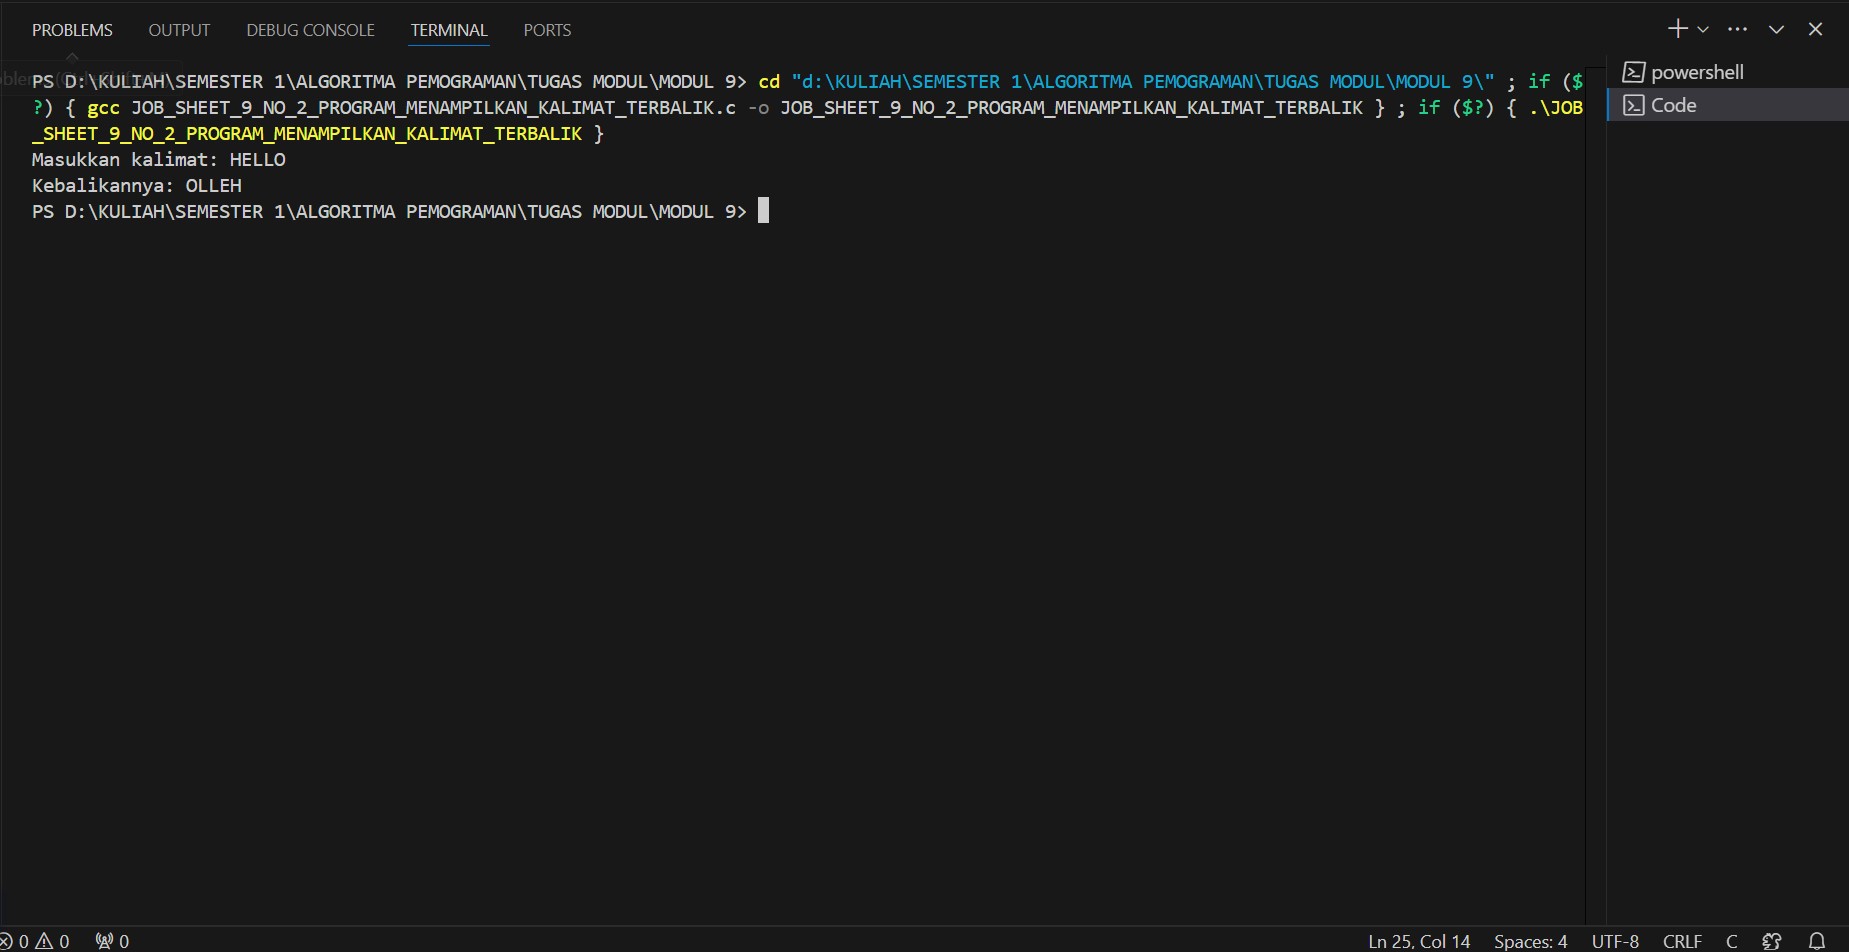 PROBLEMS OUTPUT DEBUG CONSOLE TERMINAL PORTS
PS D:\KULIAH\SEMESTER 1\ALGORITMA PEMOGRAMAN\TUGAS MODUL\MODUL 9> cd "d:\KULIAH\SEMESTER 1\ALGORITMA PEMOGRAMAN\TUGAS MODUL\MODUL 9\" ; if ($
?) { gcc JOB_SHEET_9_NO_2_PROGRAM_MENAMPILKAN_KALIMAT_TERBALIK.c -o JOB_SHEET_9_NO_2_PROGRAM_MENAMPILKAN_KALIMAT_TERBALIK } ; if ($?) { .\JOB
_SHEET_9_NO_2_PROGRAM_MENAMPILKAN_KALIMAT_TERBALIK }
Masukkan kalimat: HELLO
Kebalikannya: OLLEH
PS D:\KULIAH\SEMESTER 1\ALGORITMA PEMOGRAMAN\TUGAS MODUL\MODUL 9>
powershell
Code
0 0 0 Ln 25, Col 14 Spaces: 4 UTF-8 CRLF C